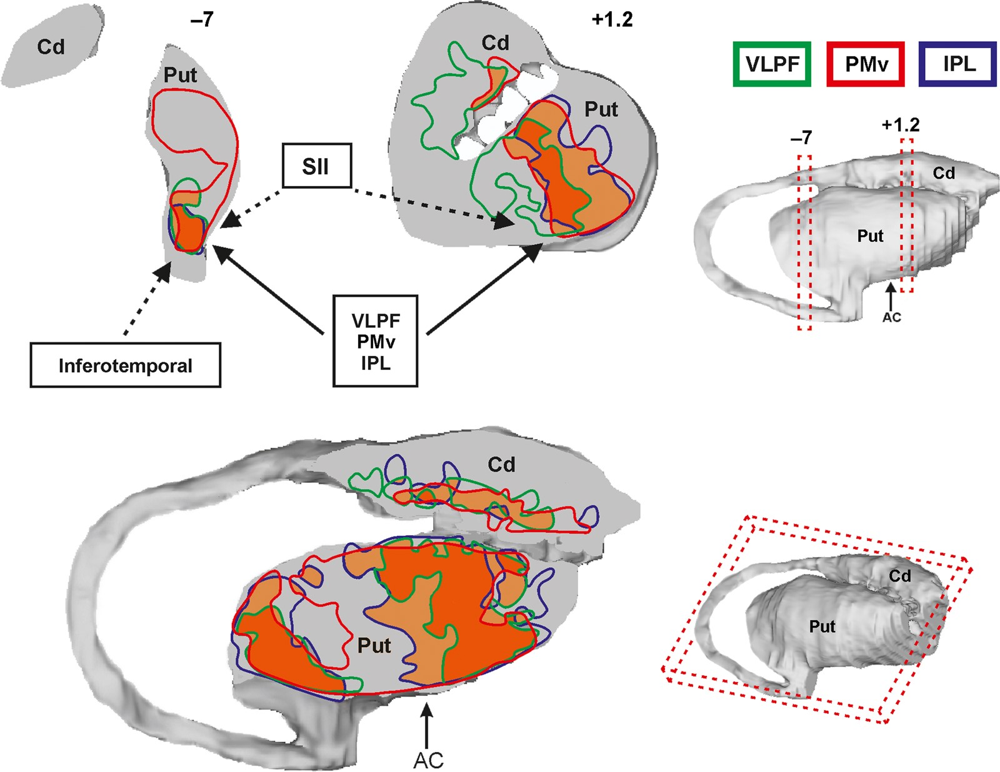 –7
+1.2
Cd
Put
Cd
Put
VLPF
PMv
IPL
SII
–7
+1.2
Cd
Put
AC
VLPF
PMv
IPL
Inferotemporal
Cd
Put
AC
Cd
Put